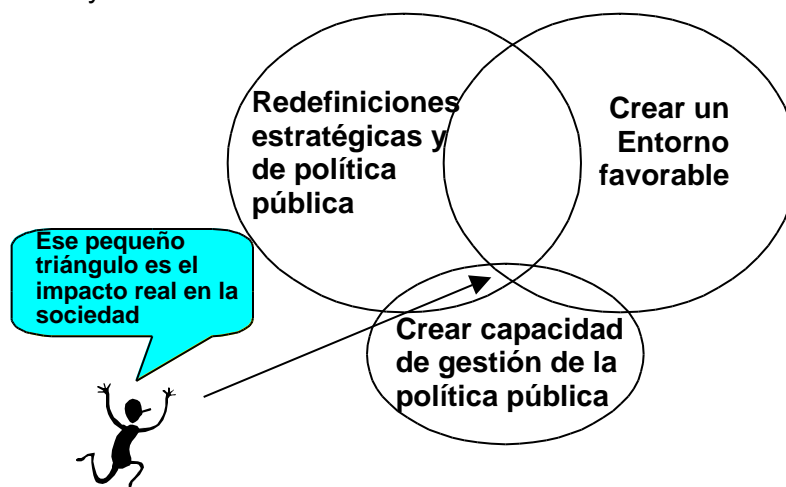 Redefiniciones
estratégicas y
de política
pública
Crear un
Entorno
favorable
Ese pequeño
triángulo es el
impacto real en la
sociedad
Crear capacidad
de gestión de la
política pública